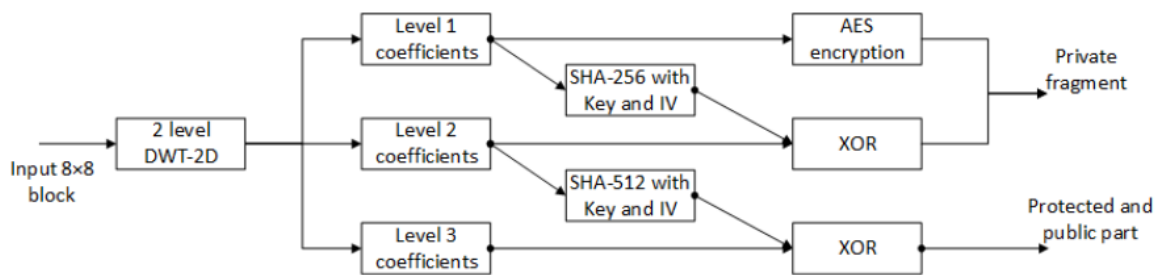 Input 8×8
block
2 level
DWT-2D
Level 1
coefficients
SHA-256 with
Key and IV
AES
encryption
Private
fragment
Level 2
coefficients
XOR
SHA-512 with
Key and IV
Level 3
coefficients
XOR
Protected and
public part